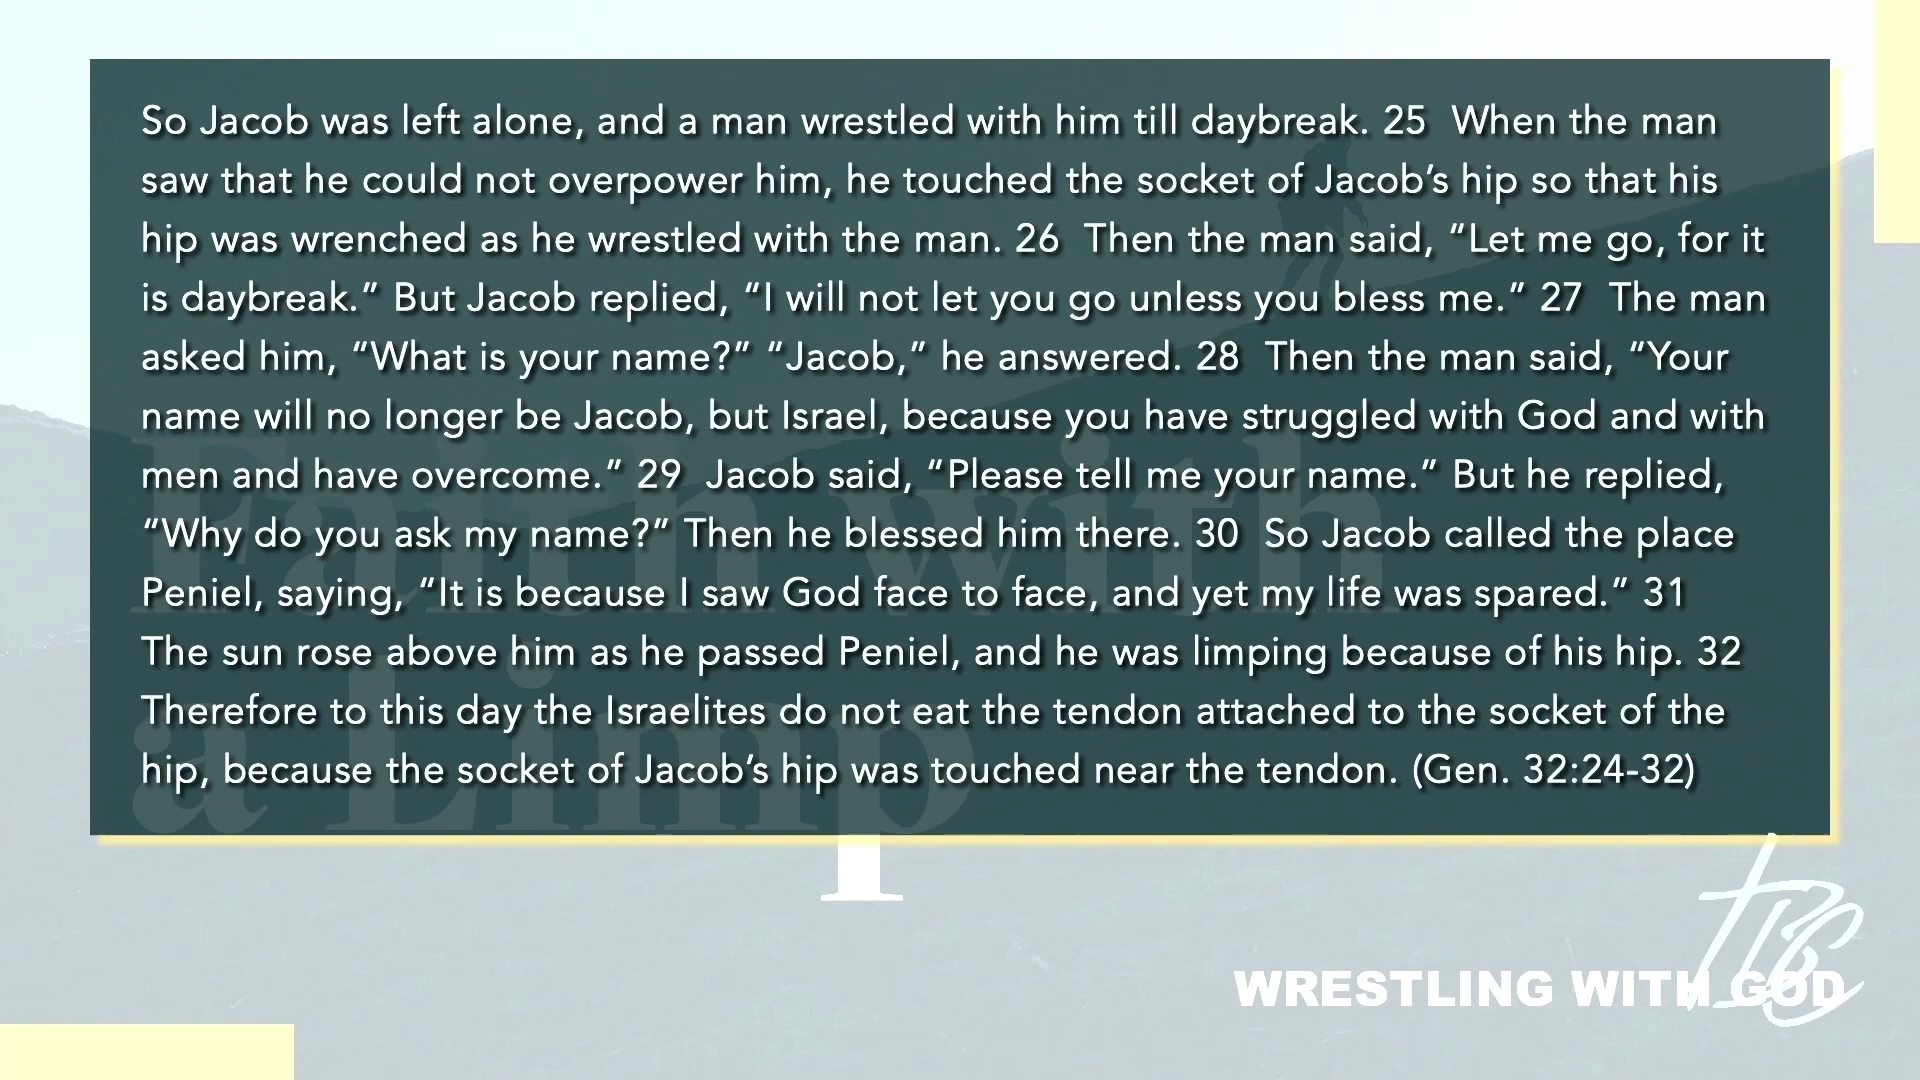 So Jacob was left alone, and a man wrestled with him till daybreak. 25  When the man
saw that he could not overpower him, he touched the socket of Jacob’s hip so that his
hip was wrenched as he wrestled with the man. 26  Then the man said, “Let me go, for it
is daybreak.” But Jacob replied, “I will not let you go unless you bless me.” 27  The man
asked him, “What is your name?” “Jacob,” he answered. 28  Then the man said, “Your
name will no longer be Jacob, but Israel, because you have struggled with God and with
men and have overcome.” 29  Jacob said, “Please tell me your name.” But he replied,
“Why do you ask my name?” Then he blessed him there. 30  So Jacob called the place
Peniel, saying, “It is because I saw God face to face, and yet my life was spared.” 31
The sun rose above him as he passed Peniel, and he was limping because of his hip. 32
Therefore to this day the Israelites do not eat the tendon attached to the socket of the
hip, because the socket of Jacob’s hip was touched near the tendon. (Gen. 32:24-32)
Faith with
a Limp
TBC
WRESTLING WITH GOD